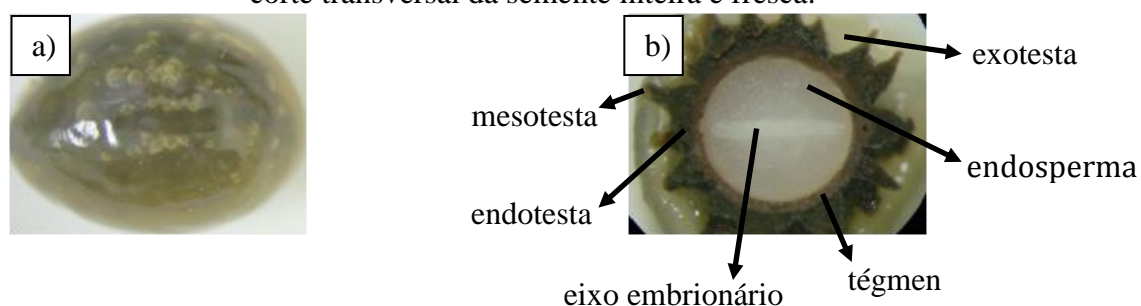 corte transversal da semente inteira e fresca.
a)
b)
exotesta
mesotesta
endosperma
endotesta
tégmen
eixo embrionário